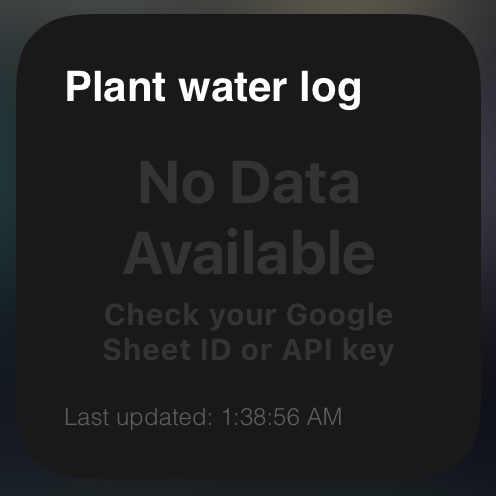 Plant water log
No Data
Available
Check your Google
Sheet ID or API key
Last updated: 1:38:56 AM